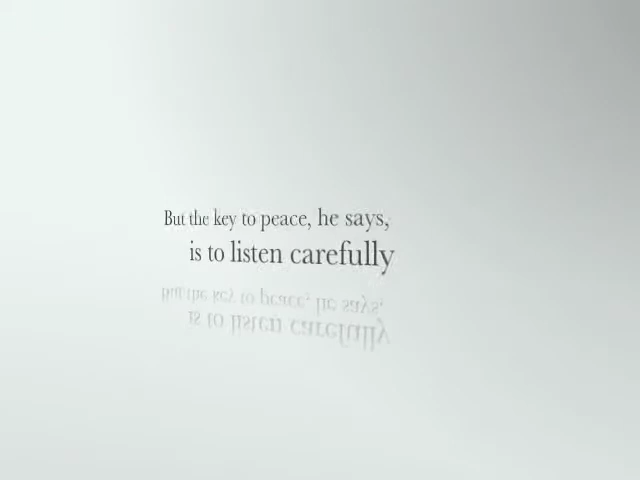 But the key to peace, he says,
is to listen carefully